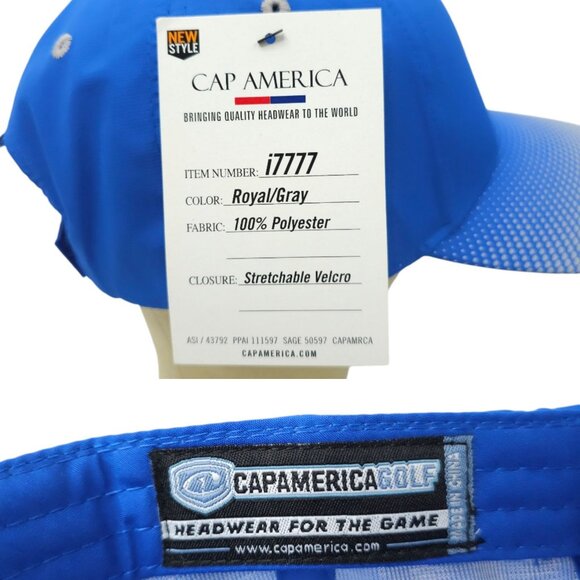 NEW
STYLE
CAP AMERICA
BRINGING QUALITY HEADWEAR TO THE WORLD
ITEM NUMBER: i7777
COLOR: Royal/Gray
FABRIC: 100% Polyester
CLOSURE: Stretchable Velcro
ASI / 43792 PPAI 111597 SAGE 50597 CAPAMRCA
CAPAMERICA.COM
CAPAMERICAGOLF
HEADWEAR FOR THE GAME
www.capamerica.com
MADE IN CHINA